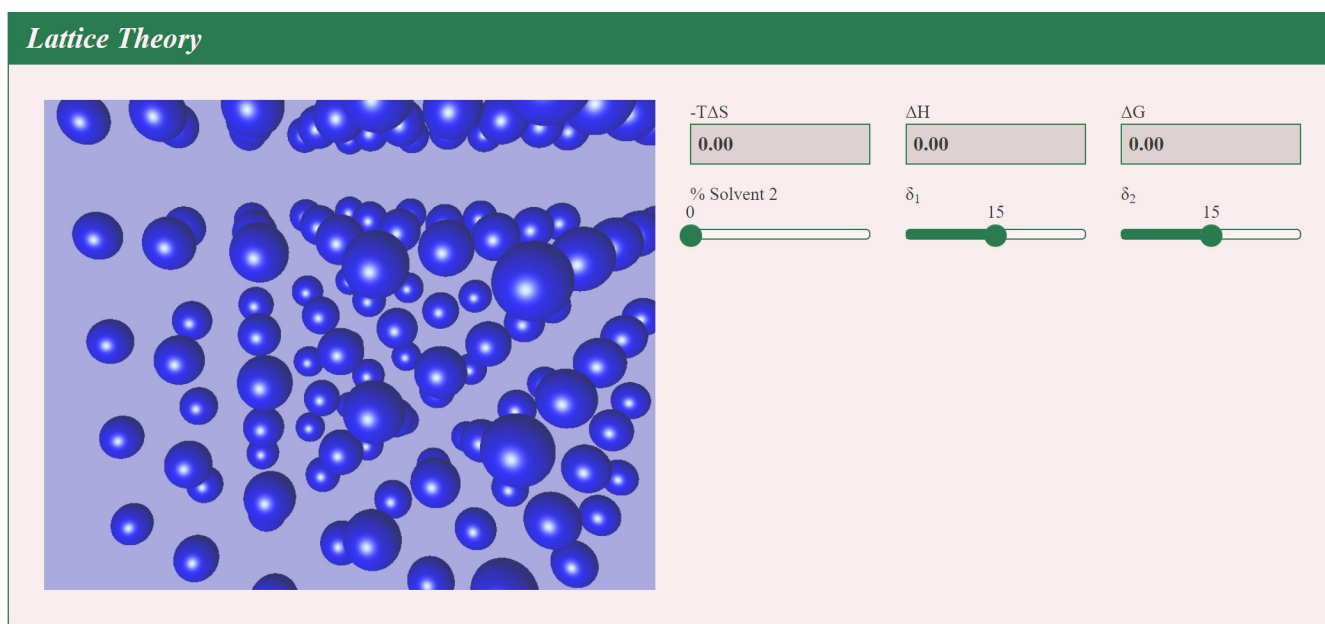 Lattice Theory
-TΔS ΔH ΔG
0.00 0.00 0.00
% Solvent 2 δ₁ δ₂
0 15 15